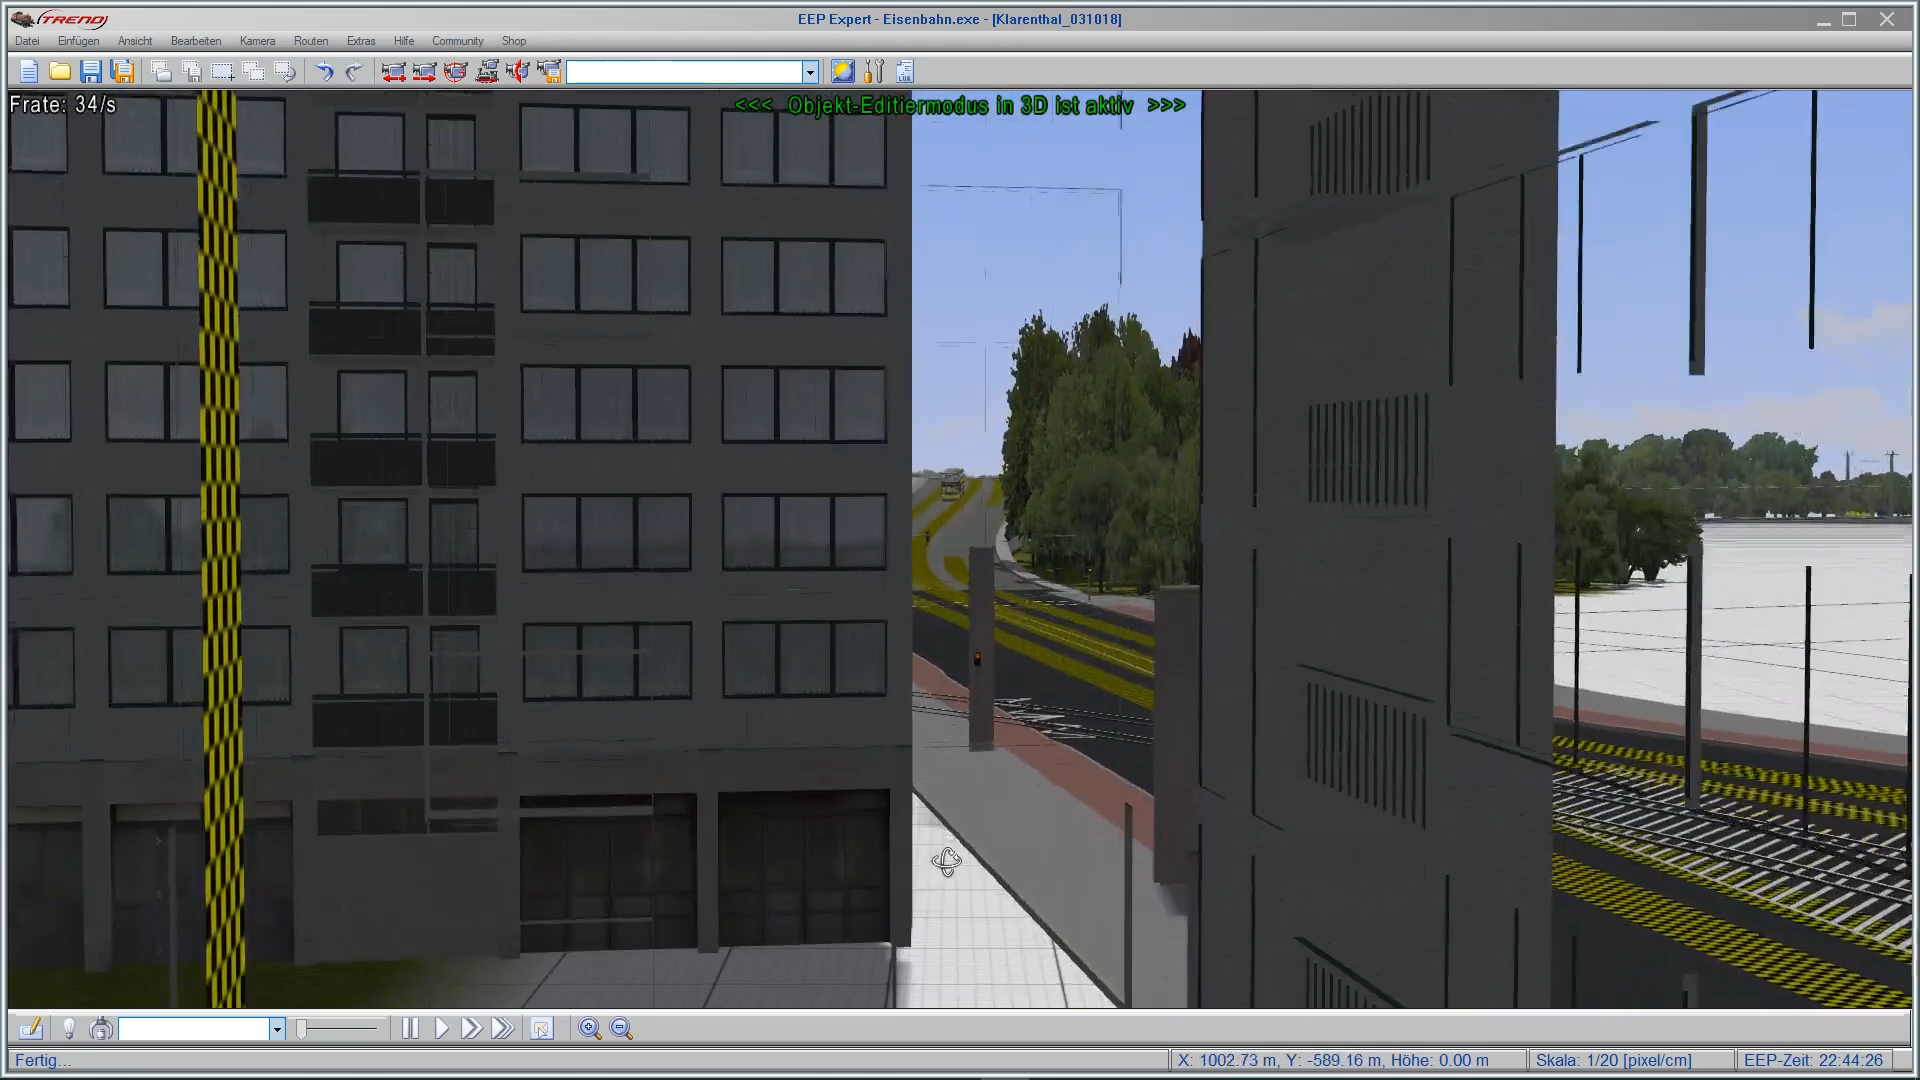 TREND
EEP Expert - Eisenbahn.exe - [Klarenthal_031018]
Datei Einfügen Ansicht Bearbeiten Kamera Routen Extras Hilfe Community Shop
LUA
Frate: 34/s
<<< Objekt-Editiermodus in 3D ist aktiv >>>
Fertig...
X: 1002.73 m, Y: -589.16 m, Höhe: 0.00 m
Skala: 1/20 [pixel/cm]
EEP-Zeit: 22:44:26